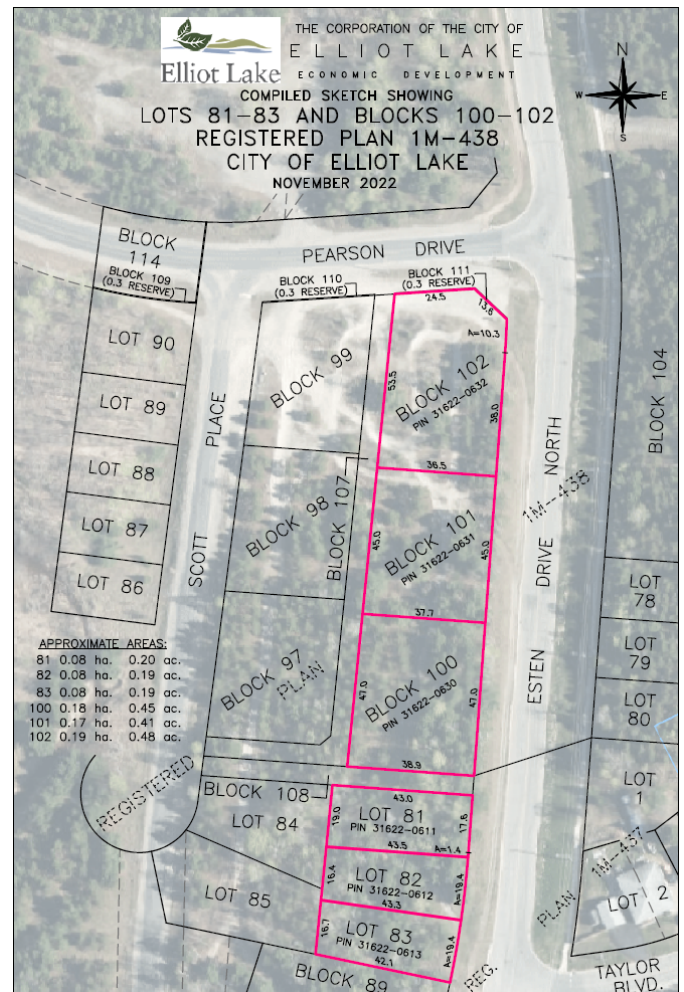 THE CORPORATION OF THE CITY OF
ELLIOT LAKE
ECONOMIC DEVELOPMENT
Elliot Lake
COMPILED SKETCH SHOWING
LOTS 81-83 AND BLOCKS 100-102
REGISTERED PLAN 1M-438
CITY OF ELLIOT LAKE
NOVEMBER 2022
N
W
E
S
BLOCK
114
BLOCK 109
(0.3 RESERVE)
PEARSON DRIVE
BLOCK 110
(0.3 RESERVE)
BLOCK 111
(0.3 RESERVE)
24.5
13.6
A=10.3
LOT 90
LOT 89
LOT 88
LOT 87
LOT 86
SCOTT PLACE
BLOCK 99
BLOCK 98
BLOCK 107
BLOCK 97
BLOCK 102
PIN 31622-0632
53.5
38.0
36.5
BLOCK 101
PIN 31622-0631
45.0
45.0
37.7
BLOCK 100
PIN 31622-0630
47.0
47.0
38.9
ESTEN DRIVE NORTH
1M-438
BLOCK 104
LOT
78
LOT
79
LOT
80
LOT
1
APPROXIMATE AREAS:
81 0.08 ha. 0.20 ac.
82 0.08 ha. 0.19 ac.
83 0.08 ha. 0.19 ac.
100 0.18 ha. 0.45 ac.
101 0.17 ha. 0.41 ac.
102 0.19 ha. 0.48 ac.
REGISTERED
PLAN
BLOCK 108
LOT 84
LOT 85
43.0
LOT 81
PIN 31622-0611
19.0
17.6
A=1.4
43.5
LOT 82
PIN 31622-0612
16.4
A=19.4
43.3
LOT 83
PIN 31622-0613
16.7
A=19.4
42.1
BLOCK 89
REG.
PLAN
1M-437
LOT 2
TAYLOR
BLVD.